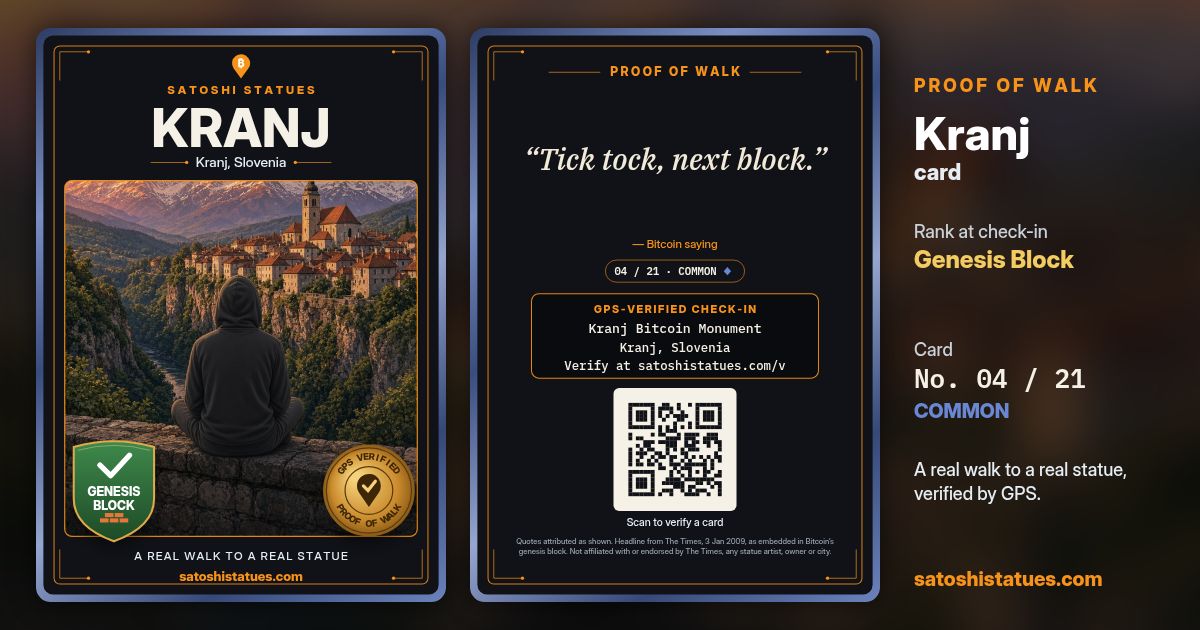 SATOSHI STATUES
KRANJ
Kranj, Slovenia
GENESIS
BLOCK
GPS VERIFIED
PROOF OF WALK
A REAL WALK TO A REAL STATUE
satoshistatues.com
PROOF OF WALK
“Tick tock, next block.”
— Bitcoin saying
04 / 21 · COMMON
GPS-VERIFIED CHECK-IN
Kranj Bitcoin Monument
Kranj, Slovenia
Verify at satoshistatues.com/v
Scan to verify a card
Quotes attributed as shown. Headline from The Times, 3 Jan 2009, as embedded in Bitcoin's
genesis block. Not affiliated with or endorsed by The Times, any statue artist, owner or city.
PROOF OF WALK
Kranj
card
Rank at check-in
Genesis Block
Card
No. 04 / 21
COMMON
A real walk to a real statue,
verified by GPS.
satoshistatues.com